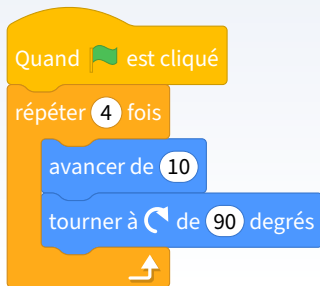 Quand est cliqué
répéter 4 fois
avancer de 10
tourner à de 90 degrés